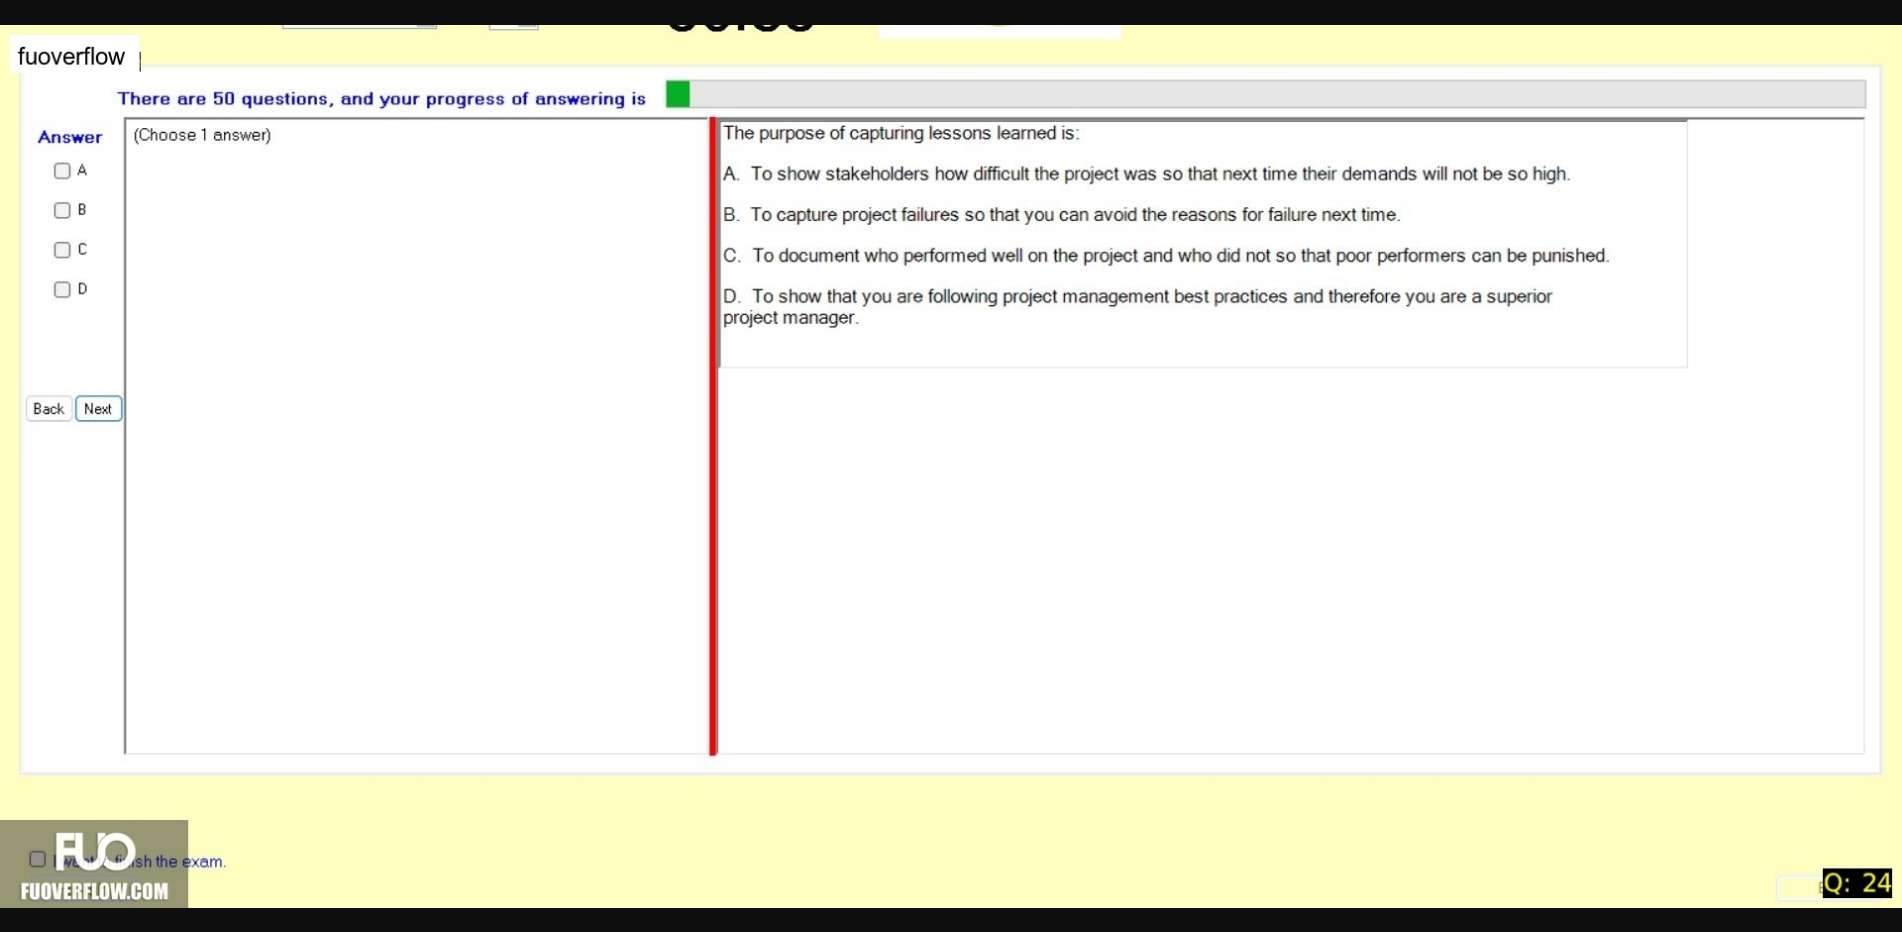 fuoverflow
There are 50 questions, and your progress of answering is
Answer
(Choose 1 answer)
A
B
C
D
Back Next
The purpose of capturing lessons learned is:
A. To show stakeholders how difficult the project was so that next time their demands will not be so high.
B. To capture project failures so that you can avoid the reasons for failure next time.
C. To document who performed well on the project and who did not so that poor performers can be punished.
D. To show that you are following project management best practices and therefore you are a superior
project manager.
FUO
I want to finish the exam.
FUOVERFLOW.COM
Q: 24